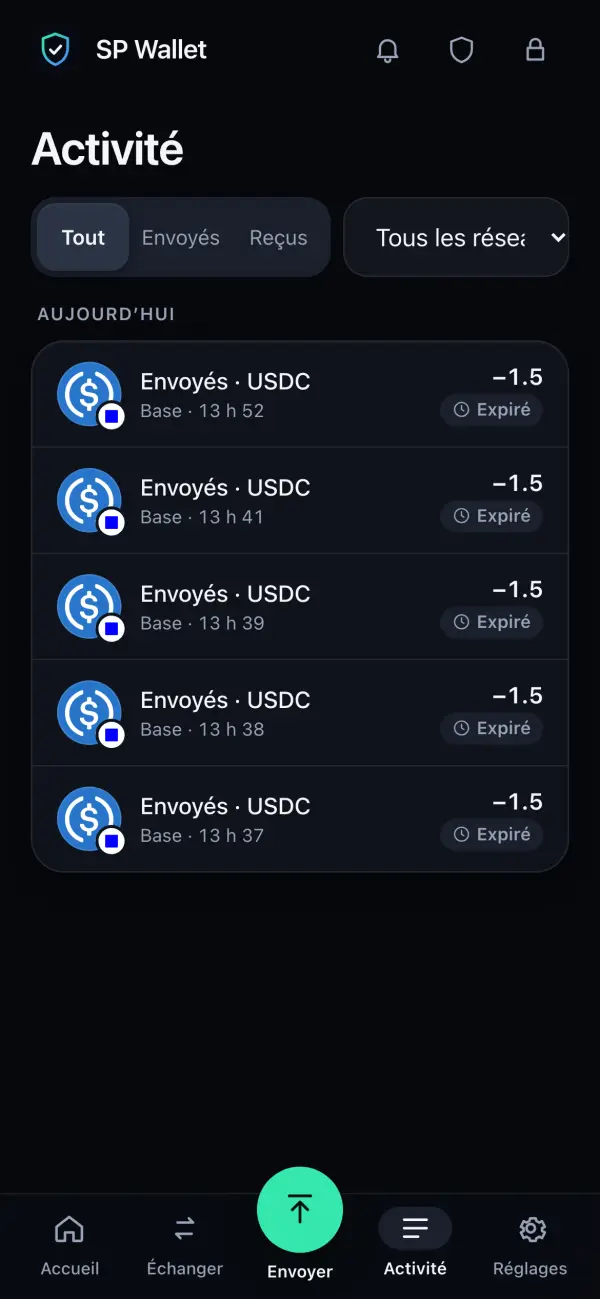 SP Wallet
Activité
Tout Envoyés Reçus Tous les rése
AUJOURD’HUI
Envoyés · USDC −1.5
Base · 13 h 52 Expiré
Envoyés · USDC −1.5
Base · 13 h 41 Expiré
Envoyés · USDC −1.5
Base · 13 h 39 Expiré
Envoyés · USDC −1.5
Base · 13 h 38 Expiré
Envoyés · USDC −1.5
Base · 13 h 37 Expiré
Accueil Échanger Envoyer Activité Réglages